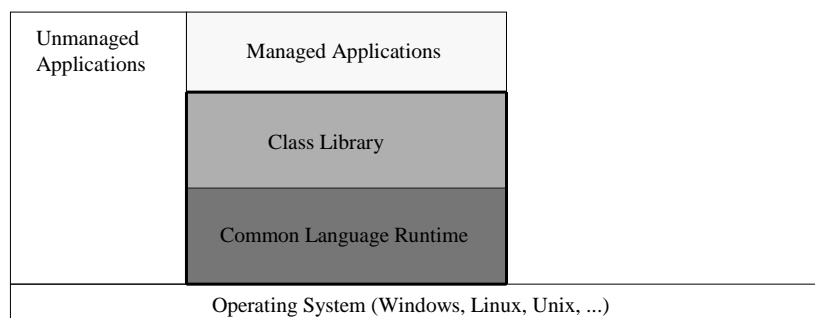 Unmanaged
Applications
Managed Applications
Class Library
Common Language Runtime
Operating System (Windows, Linux, Unix, ...)